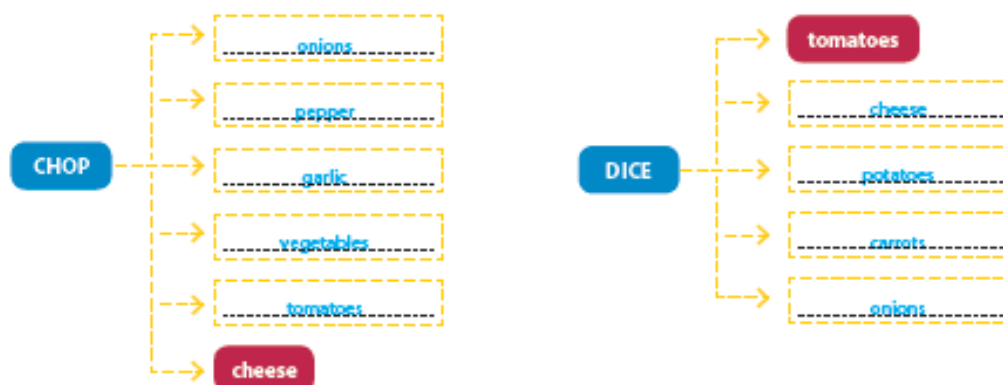 CHOP
onions
pepper
garlic
vegetables
tomatoes
cheese
DICE
tomatoes
cheese
potatoes
carrots
onions